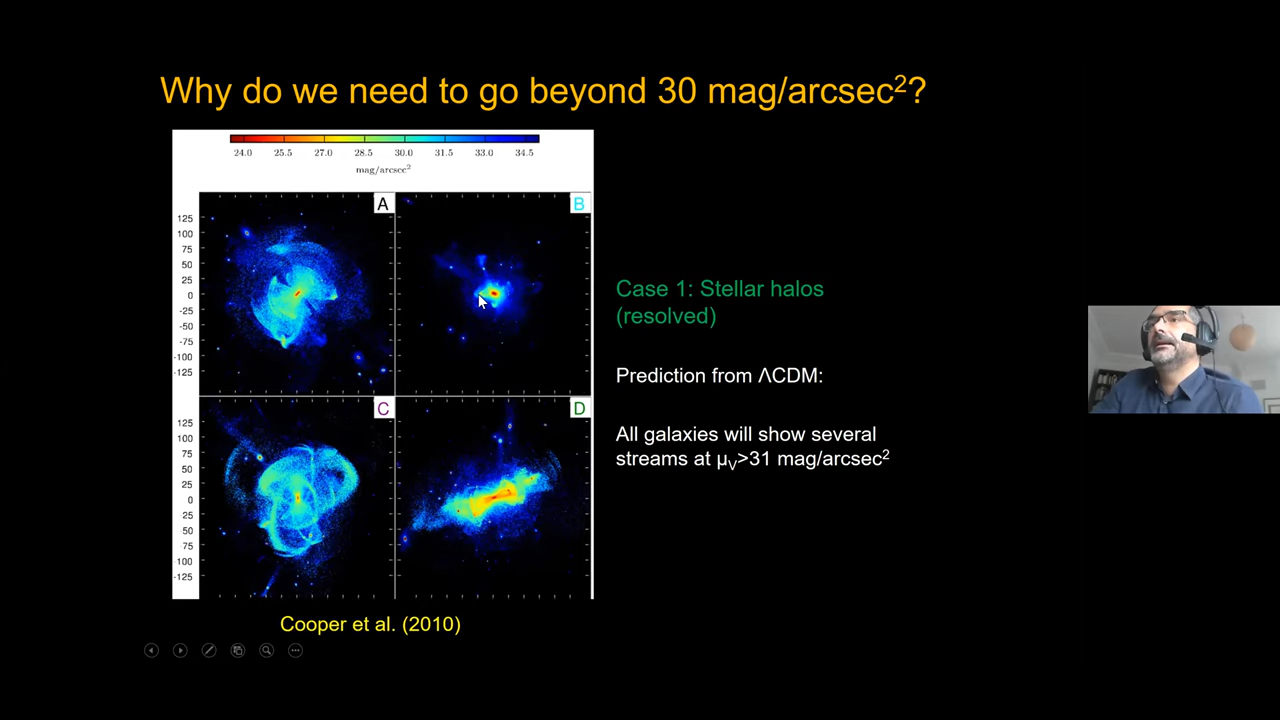 Why do we need to go beyond 30 mag/arcsec²?
24.0 25.5 27.0 28.5 30.0 31.5 33.0 34.5
mag/arcsec²
A
B
125
100
75
50
25
0
-25
-50
-75
-100
-125
C
D
125
100
75
50
25
0
25
50
75
100
-125
Case 1: Stellar halos
(resolved)
Prediction from ΛCDM:
All galaxies will show several
streams at μV>31 mag/arcsec²
Cooper et al. (2010)